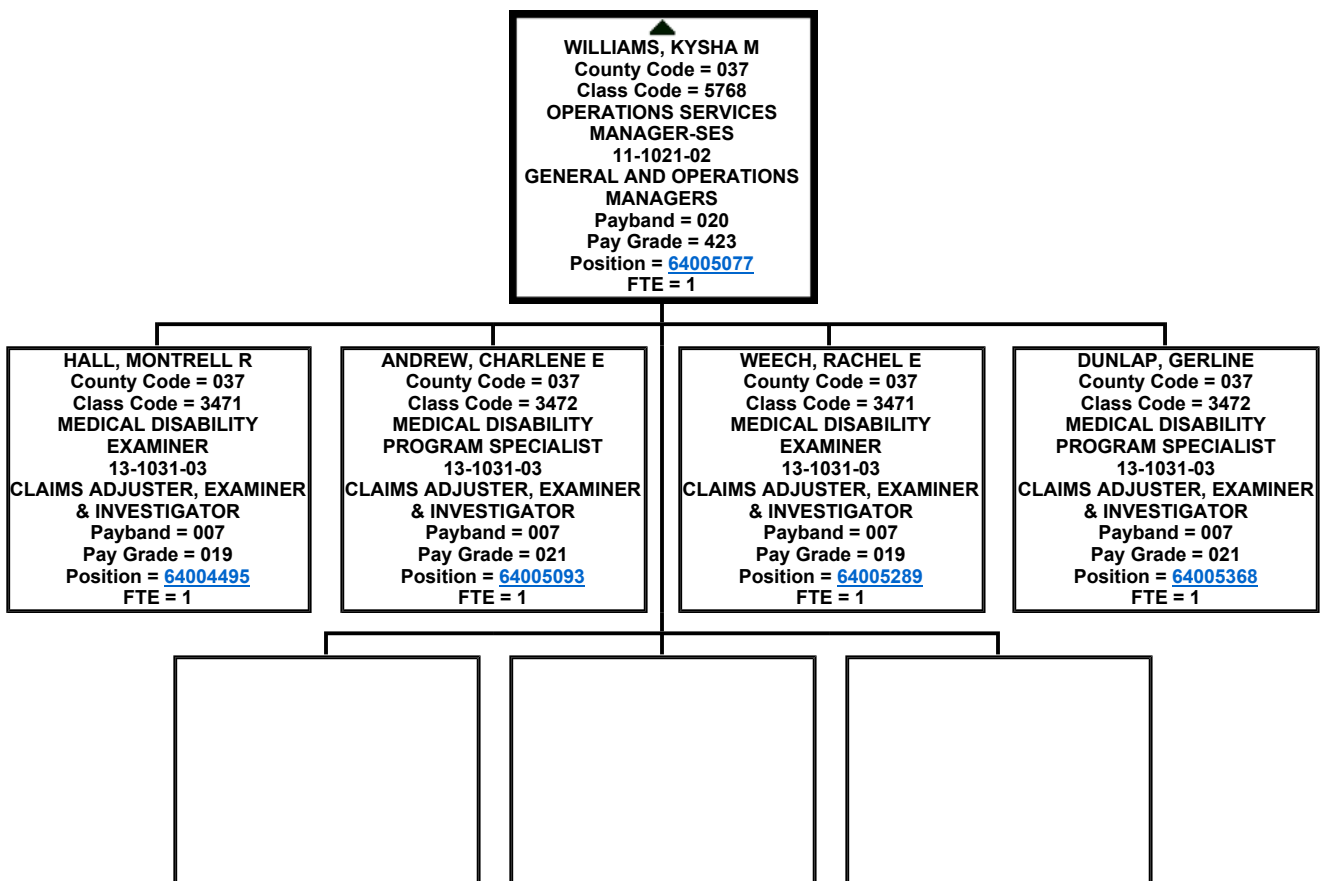 WILLIAMS, KYSHA M
County Code = 037
Class Code = 5768
OPERATIONS SERVICES
MANAGER-SES
11-1021-02
GENERAL AND OPERATIONS
MANAGERS
Payband = 020
Pay Grade = 423
Position = 64005077
FTE = 1
HALL, MONTRELL R
County Code = 037
Class Code = 3471
MEDICAL DISABILITY
EXAMINER
13-1031-03
CLAIMS ADJUSTER, EXAMINER
& INVESTIGATOR
Payband = 007
Pay Grade = 019
Position = 64004495
FTE = 1
ANDREW, CHARLENE E
County Code = 037
Class Code = 3472
MEDICAL DISABILITY
PROGRAM SPECIALIST
13-1031-03
CLAIMS ADJUSTER, EXAMINER
& INVESTIGATOR
Payband = 007
Pay Grade = 021
Position = 64005093
FTE = 1
WEECH, RACHEL E
County Code = 037
Class Code = 3471
MEDICAL DISABILITY
EXAMINER
13-1031-03
CLAIMS ADJUSTER, EXAMINER
& INVESTIGATOR
Payband = 007
Pay Grade = 019
Position = 64005289
FTE = 1
DUNLAP, GERLINE
County Code = 037
Class Code = 3472
MEDICAL DISABILITY
PROGRAM SPECIALIST
13-1031-03
CLAIMS ADJUSTER, EXAMINER
& INVESTIGATOR
Payband = 007
Pay Grade = 021
Position = 64005368
FTE = 1